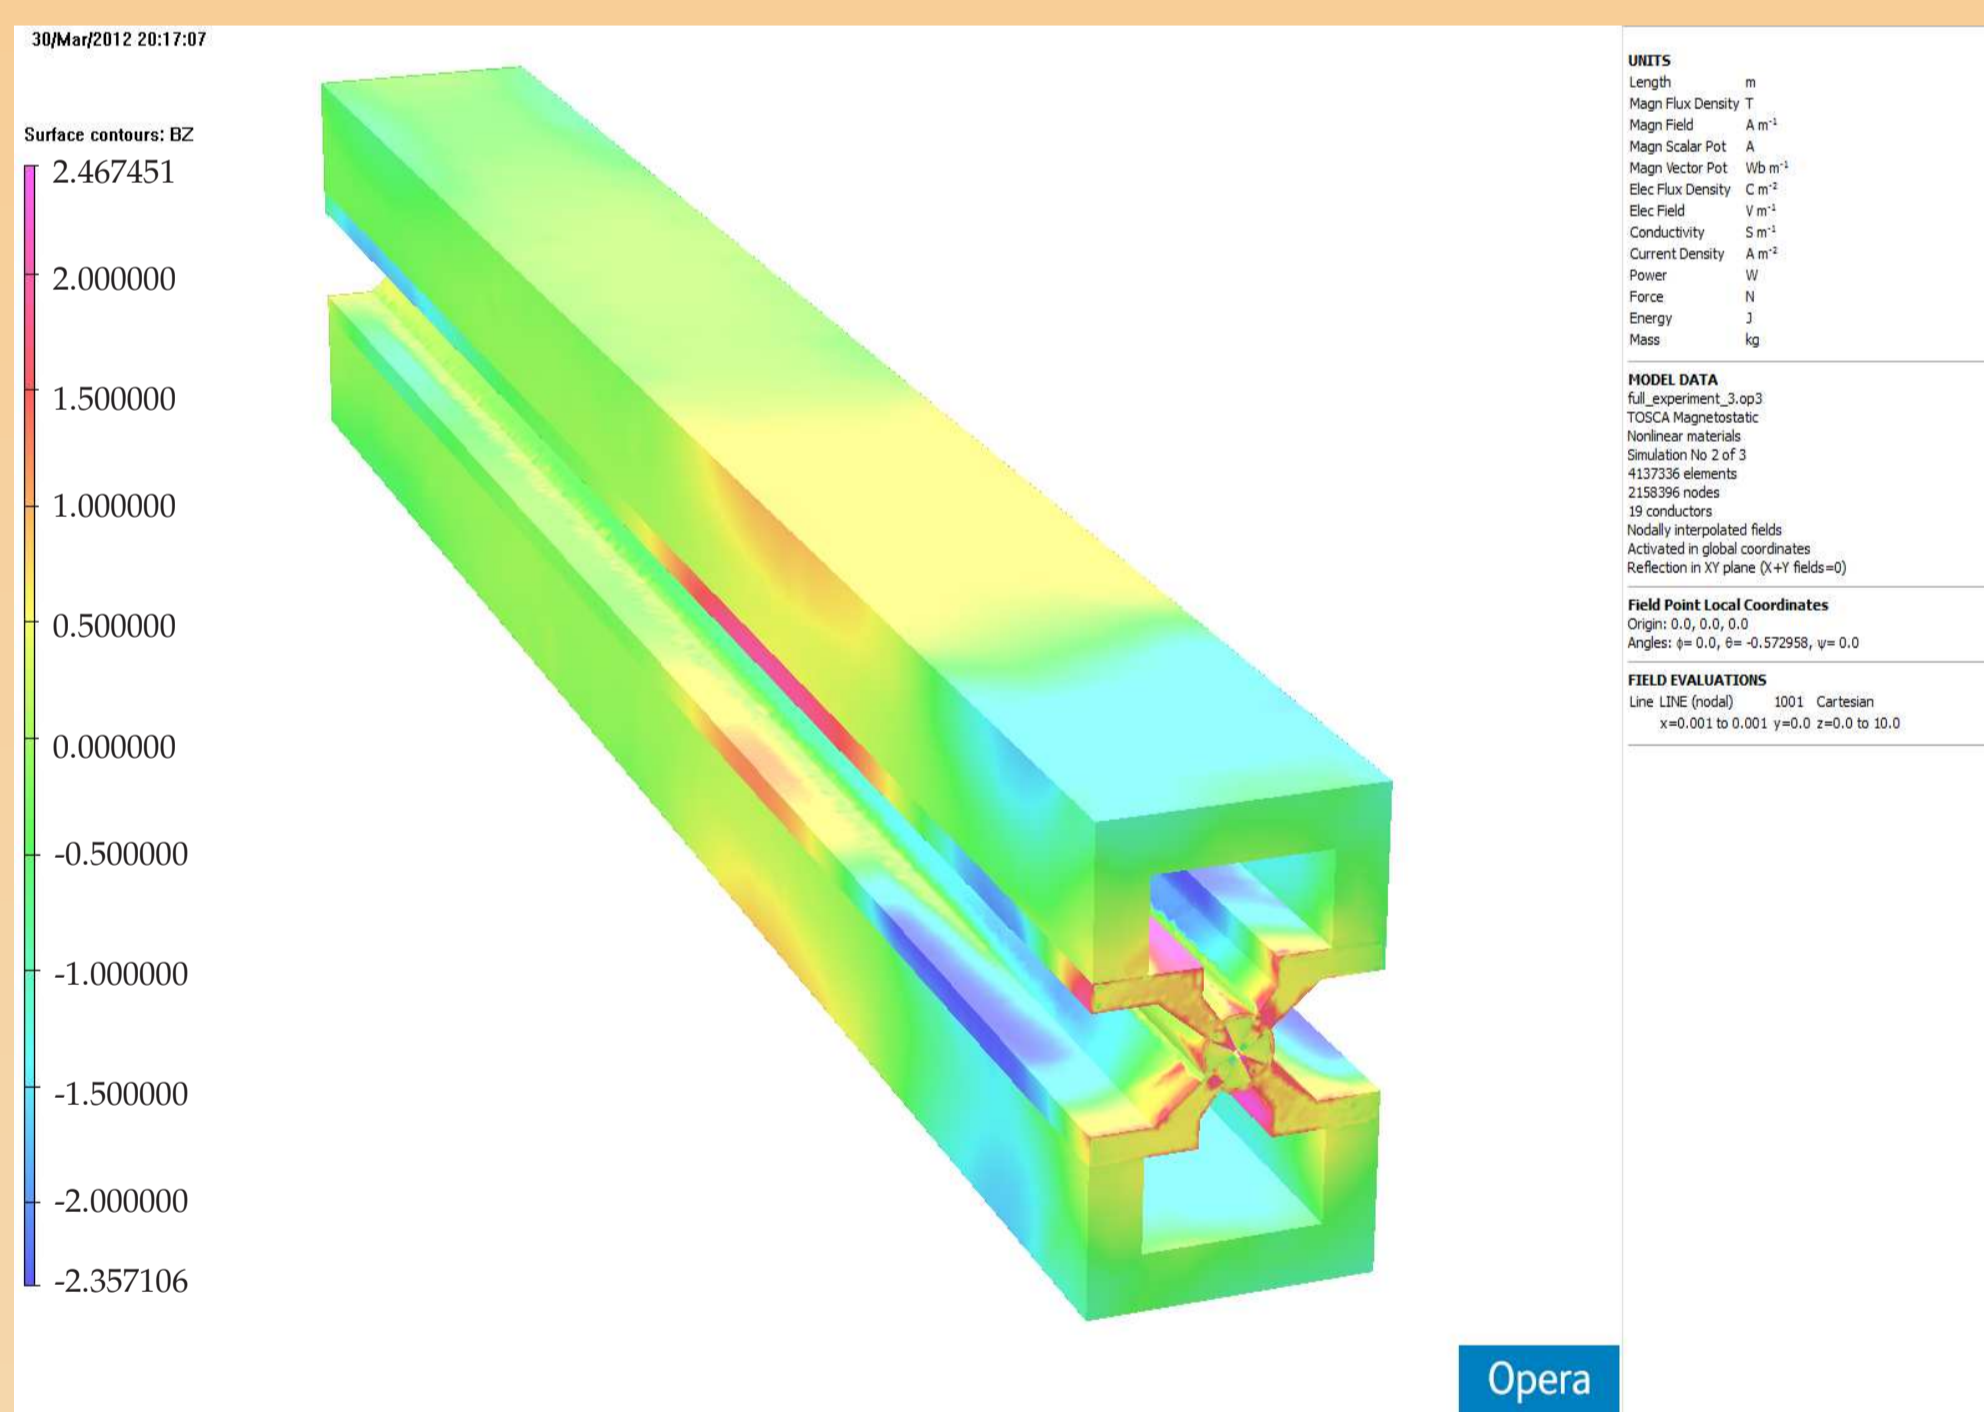 30/Mar/2012 20:17:07
Surface contours: BZ
2.467451
2.000000
1.500000
1.000000
0.500000
0.000000
-0.500000
-1.000000
-1.500000
-2.000000
-2.357106
UNITS
Length m
Magn Flux Density T
Magn Field A m⁻¹
Magn Scalar Pot A
Magn Vector Pot Wb m⁻¹
Elec Flux Density C m⁻²
Elec Field V m⁻¹
Conductivity S m⁻¹
Current Density A m⁻²
Power W
Force N
Energy J
Mass kg
MODEL DATA
full_experiment_3.op3
TOSCA Magnetostatic
Nonlinear materials
Simulation No 2 of 3
4137336 elements
2158396 nodes
19 conductors
Nodally interpolated fields
Activated in global coordinates
Reflection in XY plane (X+Y fields=0)
Field Point Local Coordinates
Origin: 0.0, 0.0, 0.0
Angles: ϕ= 0.0, θ= -0.572958, ψ= 0.0
FIELD EVALUATIONS
Line LINE (nodal) 1001 Cartesian
x=0.001 to 0.001 y=0.0 z=0.0 to 10.0
Opera